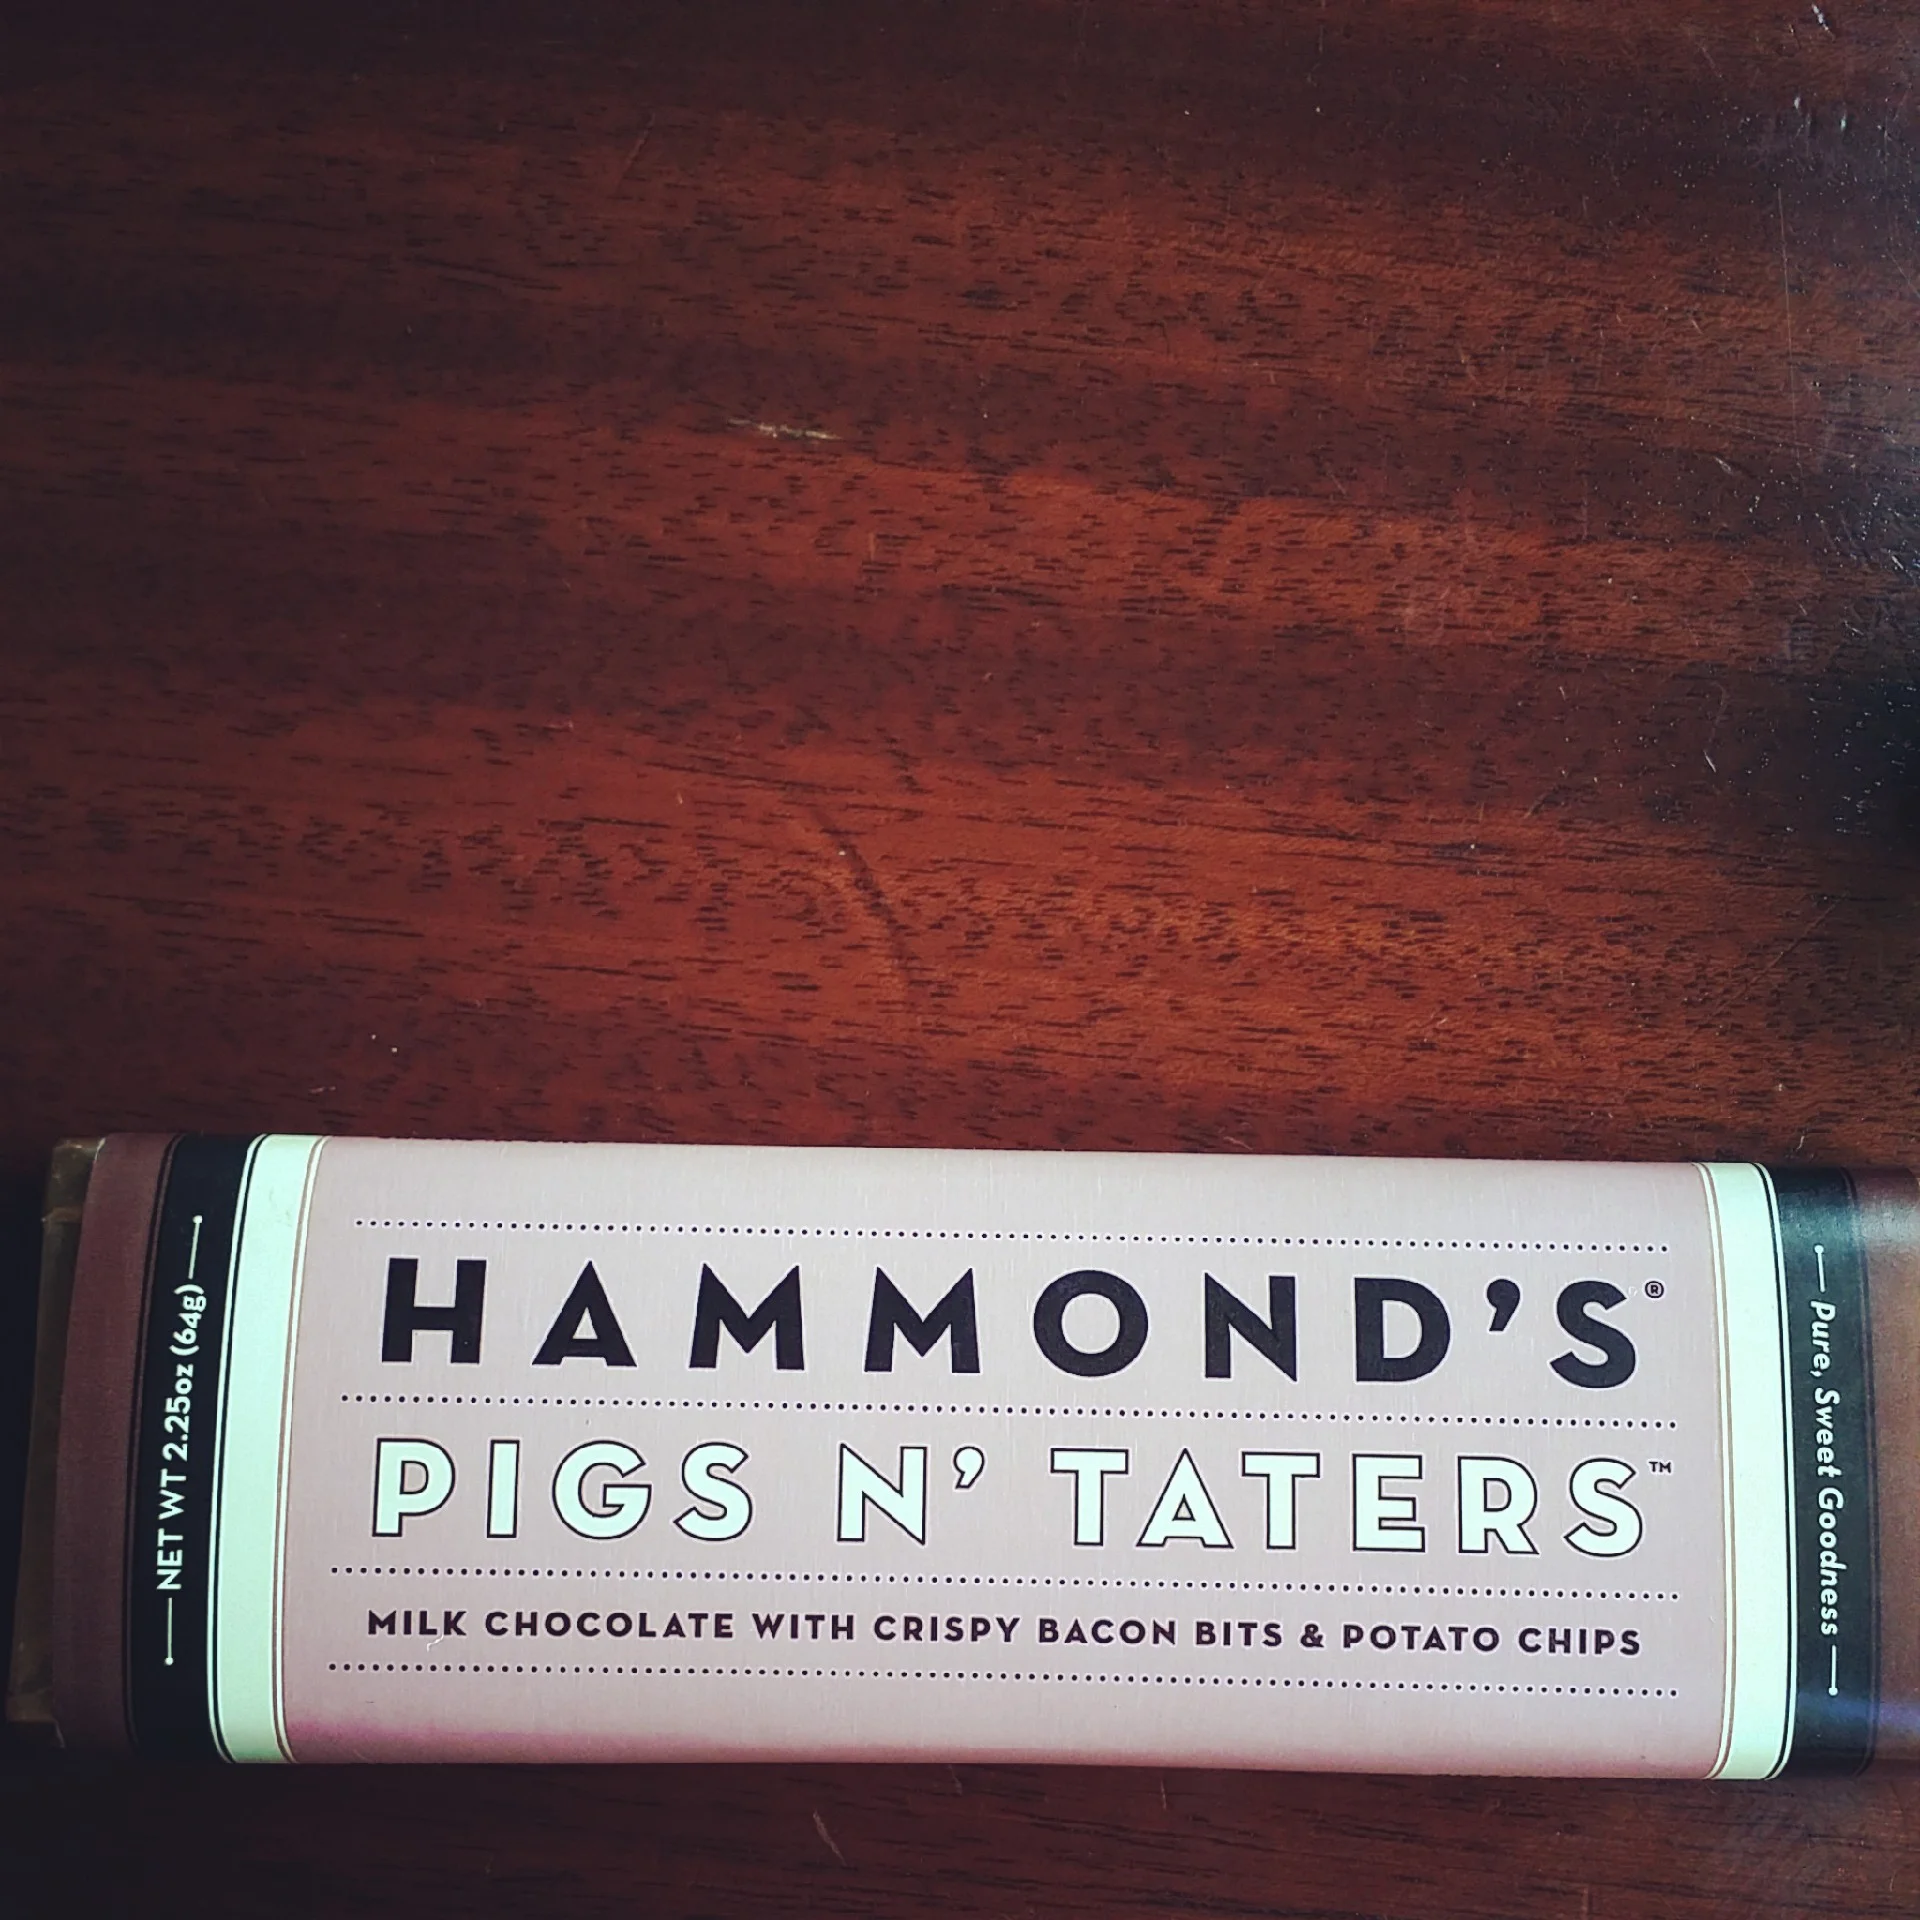 HAMMOND'S®
PIGS N' TATERS™
MILK CHOCOLATE WITH CRISPY BACON BITS & POTATO CHIPS
NET WT 2.25oz (64g)
Pure, Sweet Goodness